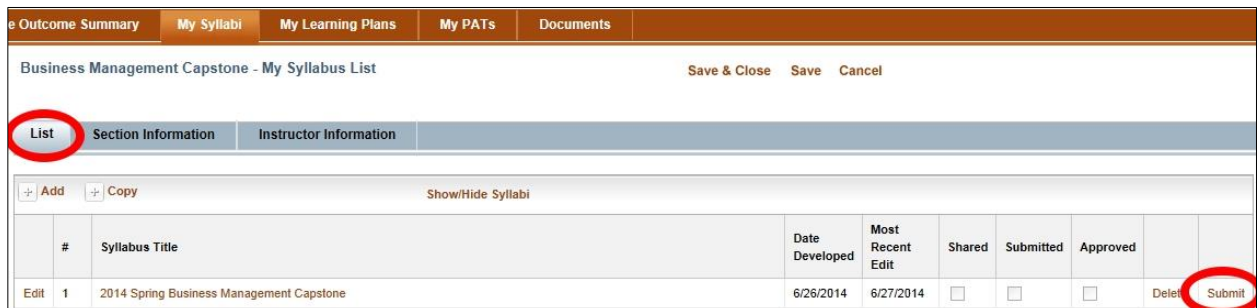 e Outcome Summary My Syllabi My Learning Plans My PATs Documents
Business Management Capstone - My Syllabus List Save & Close Save Cancel
List Section Information Instructor Information
Add Copy Show/Hide Syllabi
# Syllabus Title Date Developed Most Recent Edit Shared Submitted Approved
Edit 1 2014 Spring Business Management Capstone 6/26/2014 6/27/2014 Delet Submit